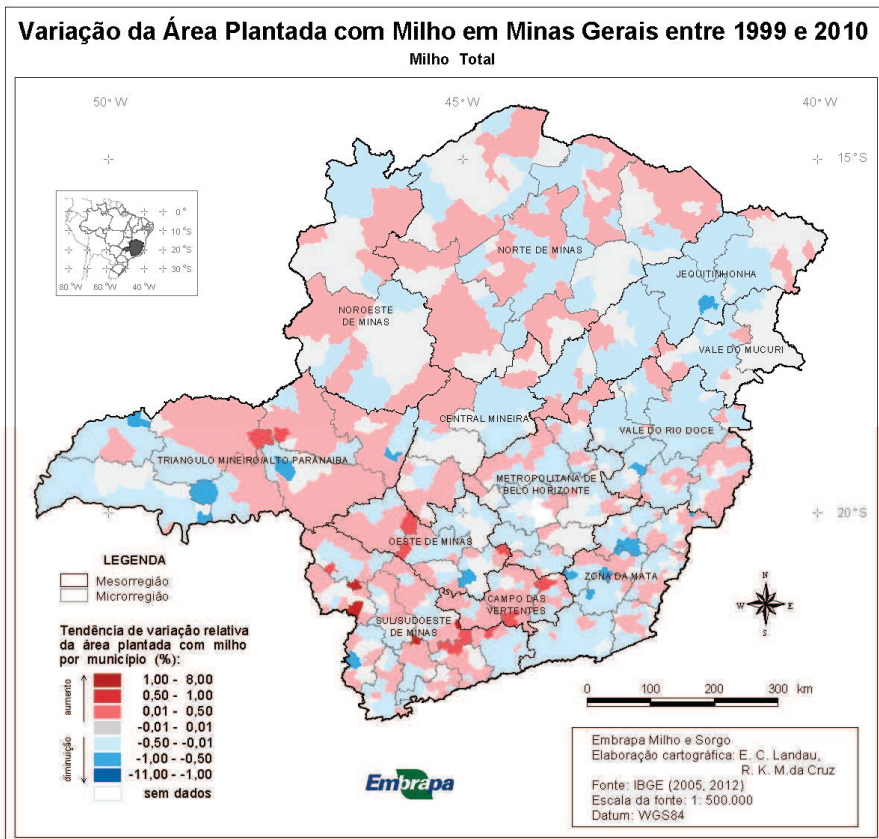 Variação da Área Plantada com Milho em Minas Gerais entre 1999 e 2010
Milho Total
50° W
45° W
40° W
15° S
0°
10°S
20°S
30°S
80°W 60°W 40°W
NORTE DE MINAS
JEQUITINHONHA
NOROESTE
DE MINAS
VALE DO MUCURI
CENTRAL MINEIRA
VALE DO RIO DOCE
TRIANGULO MINEIRO/ALTO PARANAIBA
METROPOLITANA DE
BELO HORIZONTE
20° S
OESTE DE MINAS
ZONA DA MATA
CAMPO DAS
VERTENTES
SUL/SUDOESTE
DE MINAS
LEGENDA
Mesorregião
Microrregião
Tendência de variação relativa
da área plantada com milho
por município (%):
aumento
1,00 - 8,00
0,50 - 1,00
0,01 - 0,50
-0,01 - 0,01
diminuição
-0,50 - -0,01
-1,00 - -0,50
-11,00 - -1,00
sem dados
N
W E
S
0 100 200 300 km
Embrapa
Embrapa Milho e Sorgo
Elaboração cartográfica: E. C. Landau,
R. K. M.da Cruz
Fonte: IBGE (2005, 2012)
Escala da fonte: 1: 500.000
Datum: WGS84